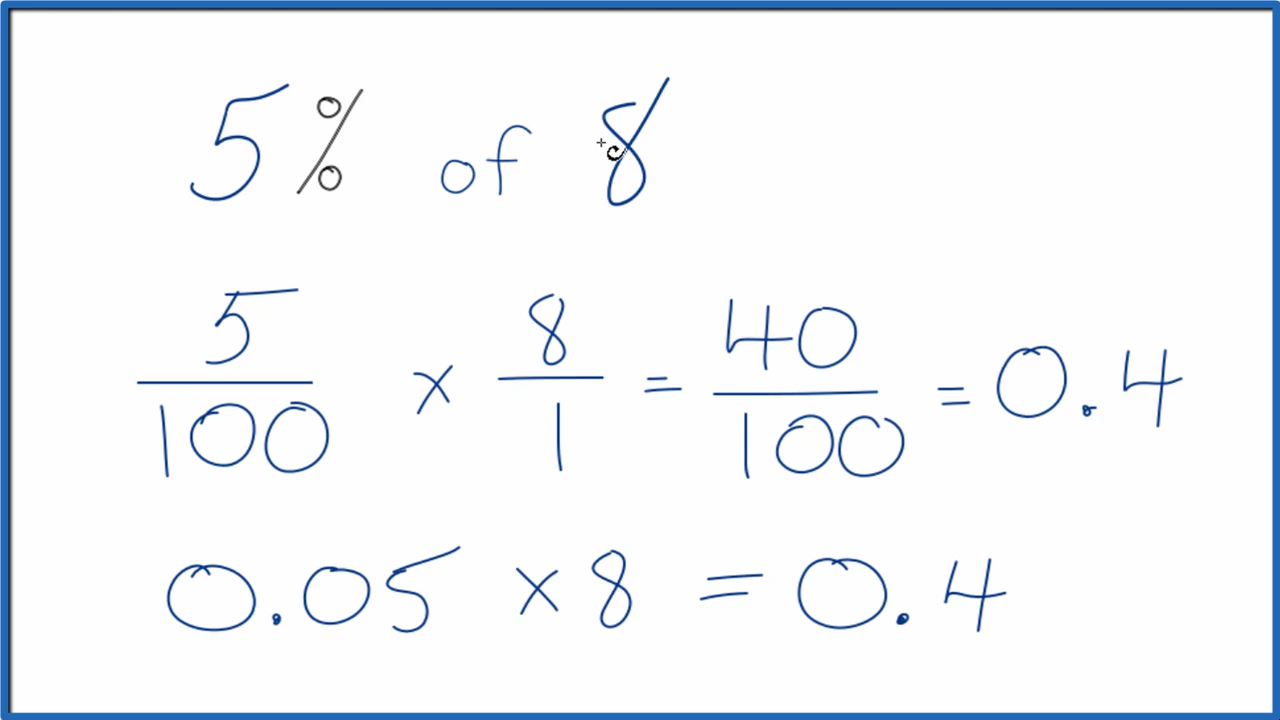 5% of 8
5/100 × 8/1 = 40/100 = 0.4
0.05 × 8 = 0.4